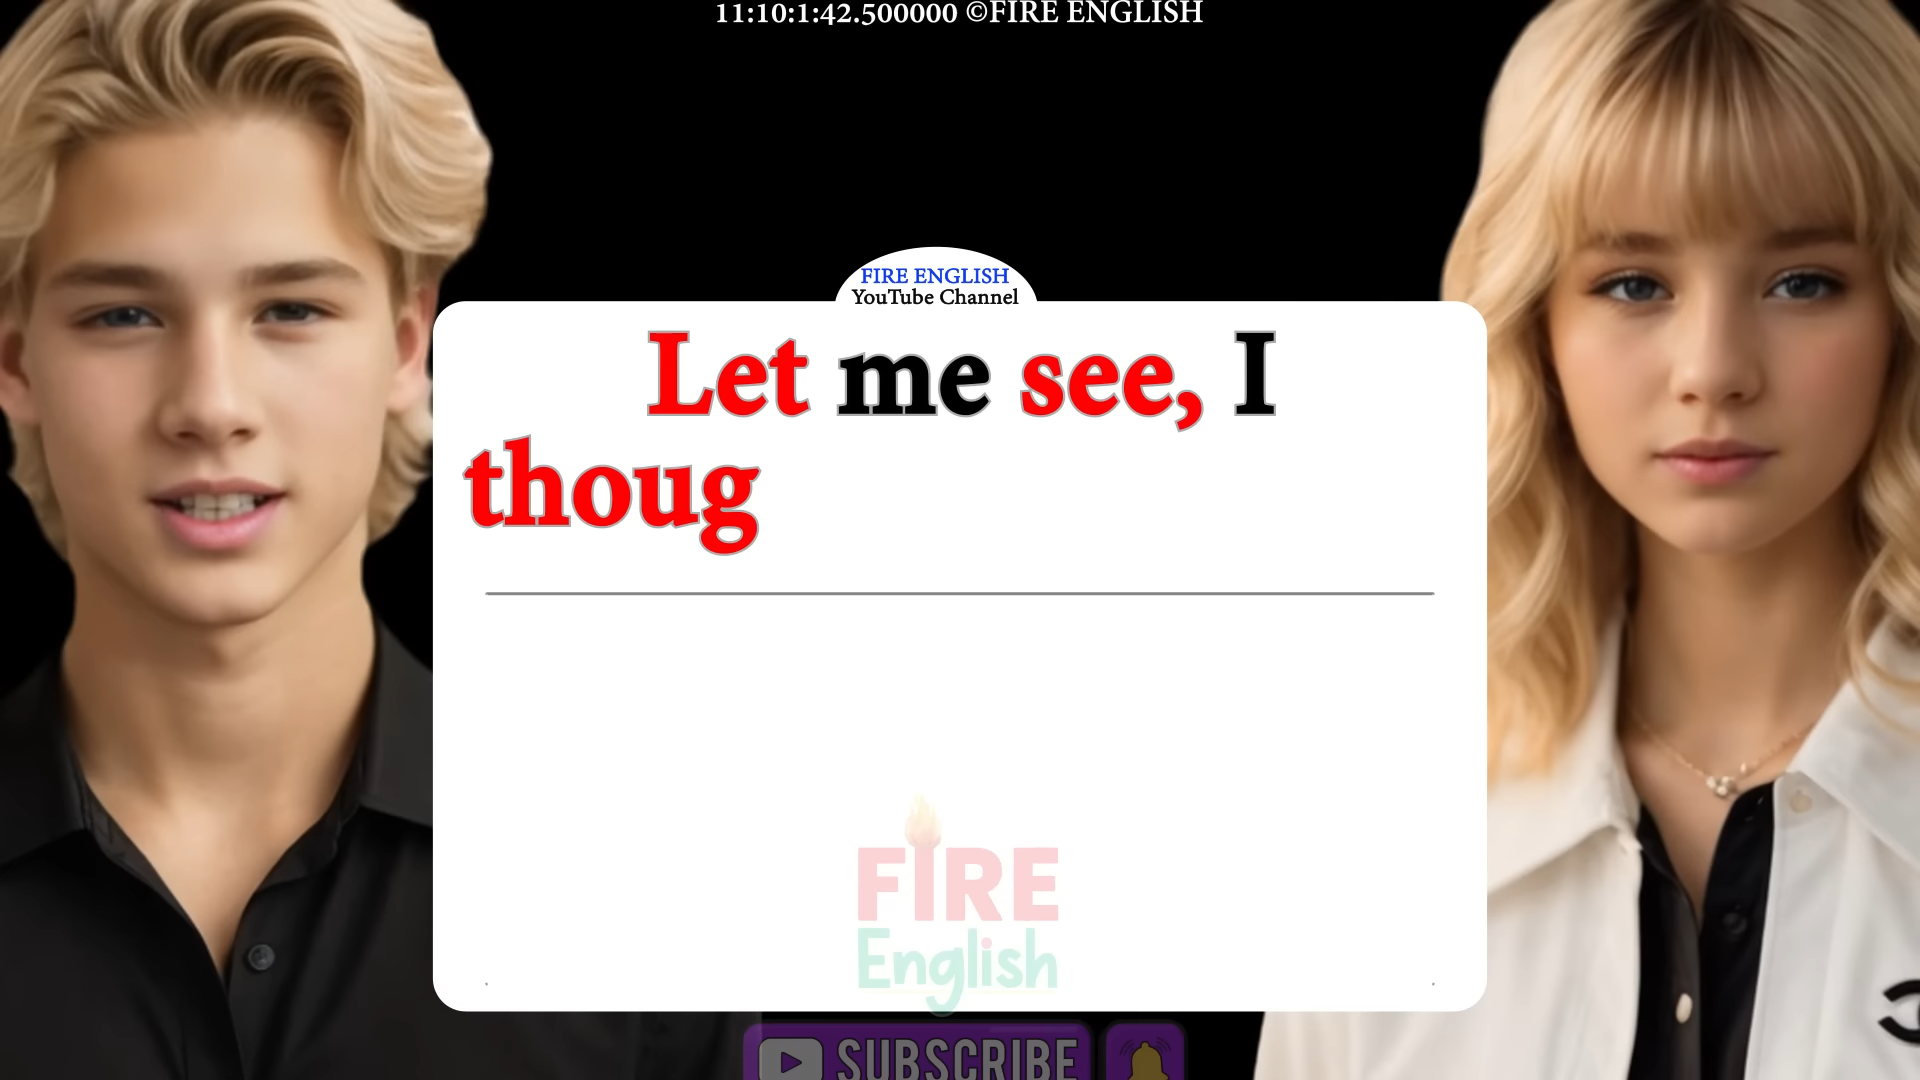 11:10:1:42.500000 ©FIRE ENGLISH
FIRE ENGLISH
YouTube Channel
Let me see, I
thoug
FIRE
English
SUBSCRIBE